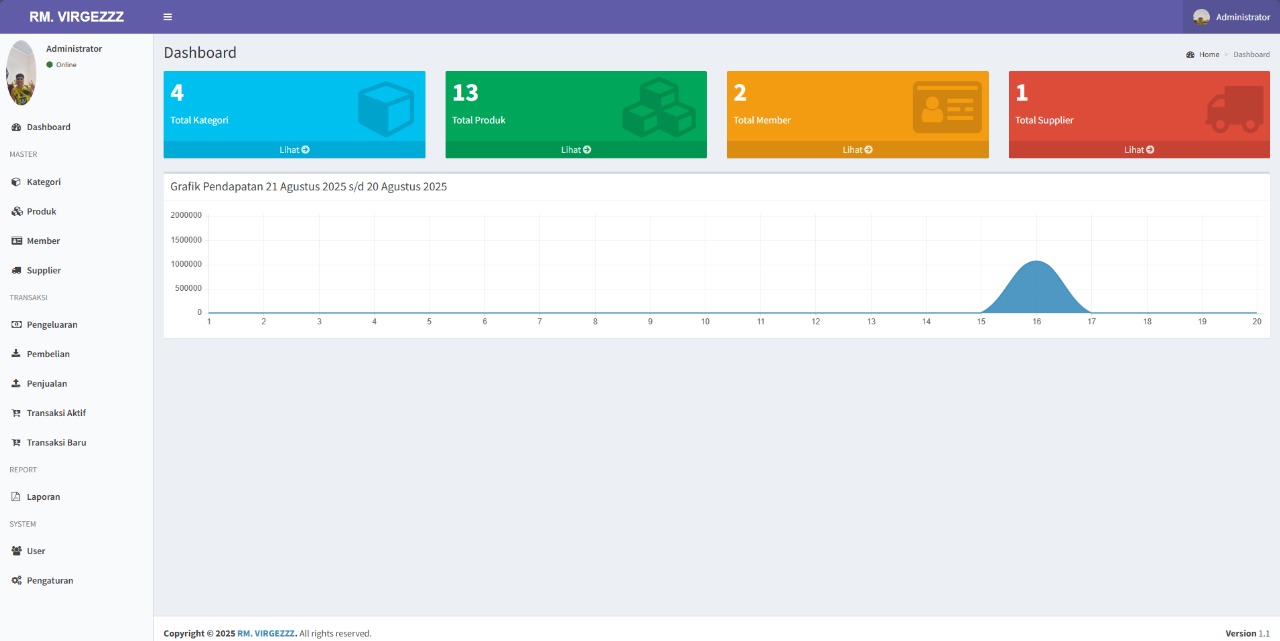 RM. VIRGEZZZ
Administrator
Administrator
Online
Dashboard
MASTER
Kategori
Produk
Member
Supplier
TRANSAKSI
Pengeluaran
Pembelian
Penjualan
Transaksi Aktif
Transaksi Baru
REPORT
Laporan
SYSTEM
User
Pengaturan
Dashboard
Home > Dashboard
4
Total Kategori
Lihat
13
Total Produk
Lihat
2
Total Member
Lihat
1
Total Supplier
Lihat
Grafik Pendapatan 21 Agustus 2025 s/d 20 Agustus 2025
2000000
1500000
1000000
500000
0
1 2 3 4 5 6 7 8 9 10 11 12 13 14 15 16 17 18 19 20
Copyright © 2025 RM. VIRGEZZZ. All rights reserved.
Version 1.1